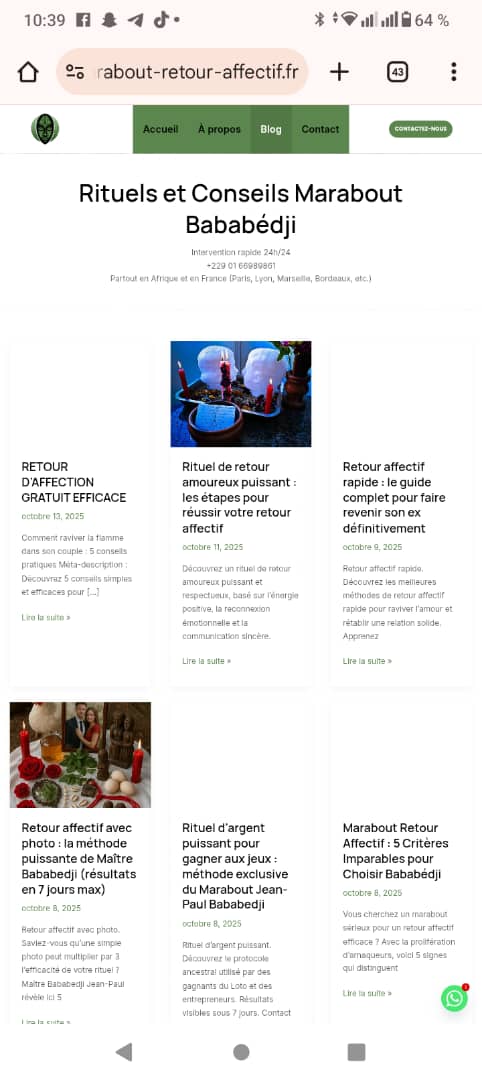 10:39
64 %
rabout-retour-affectif.fr
43
Accueil
À propos
Blog
Contact
CONTACTEZ-NOUS
Rituels et Conseils Marabout
Bababédji
Intervention rapide 24h/24
+229 01 66989861
Partout en Afrique et en France (Paris, Lyon, Marseille, Bordeaux, etc.)
RETOUR
D'AFFECTION
GRATUIT EFFICACE
octobre 13, 2025
Comment raviver la flamme
dans son couple : 5 conseils
pratiques Méta-description :
Découvrez 5 conseils simples
et efficaces pour [...]
Lire la suite »
Rituel de retour
amoureux puissant :
les étapes pour
réussir votre retour
affectif
octobre 11, 2025
Découvrez un rituel de retour
amoureux puissant et
respectueux, basé sur l'énergie
positive, la reconnexion
émotionnelle et la
communication sincère.
Lire la suite »
Retour affectif
rapide : le guide
complet pour faire
revenir son ex
définitivement
octobre 9, 2025
Retour affectif rapide.
Découvrez les meilleures
méthodes de retour affectif
rapide pour raviver l'amour et
rétablir une relation solide.
Apprenez
Lire la suite »
Retour affectif avec
photo : la méthode
puissante de Maître
Bababedji (résultats
en 7 jours max)
octobre 8, 2025
Retour affectif avec photo.
Saviez-vous qu'une simple
photo peut multiplier par 3
l'efficacité de votre rituel ?
Maître Bababedji Jean-Paul
révèle ici 5
Lire la suite »
Rituel d'argent
puissant pour
gagner aux jeux :
méthode exclusive
du Marabout Jean-
Paul Bababedji
octobre 8, 2025
Rituel d'argent puissant.
Découvrez le protocole
ancestral utilisé par des
gagnants du Loto et des
entrepreneurs. Résultats
visibles sous 7 jours. Contact
Marabout Retour
Affectif : 5 Critères
Imparables pour
Choisir Bababédji
octobre 8, 2025
Vous cherchez un marabout
sérieux pour un retour affectif
efficace ? Avec la prolifération
d'arnaqueurs, voici 5 signes
qui distinguent
Lire la suite »